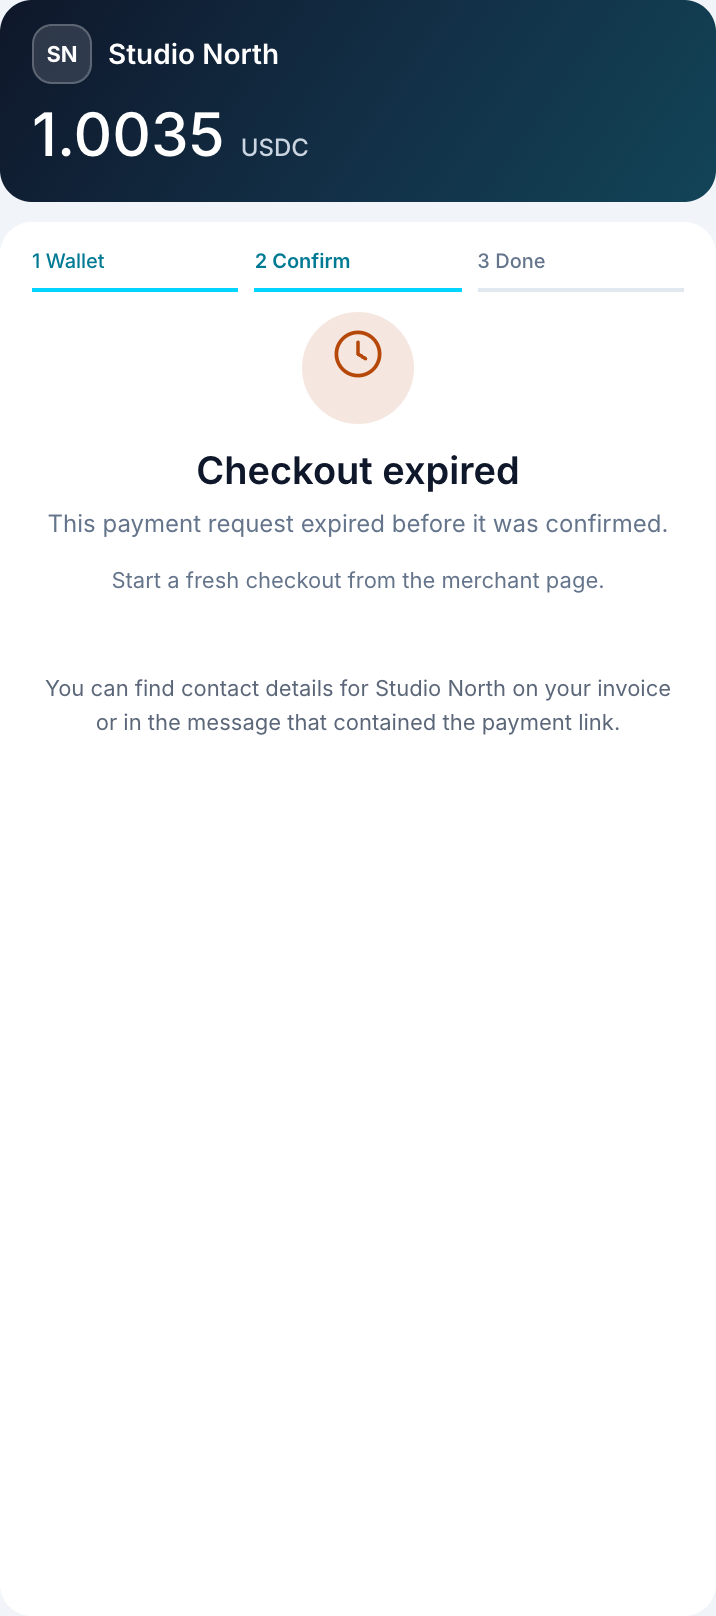 SN
Studio North
1.0035 USDC
1 Wallet
2 Confirm
3 Done
Checkout expired
This payment request expired before it was confirmed.
Start a fresh checkout from the merchant page.
You can find contact details for Studio North on your invoice
or in the message that contained the payment link.